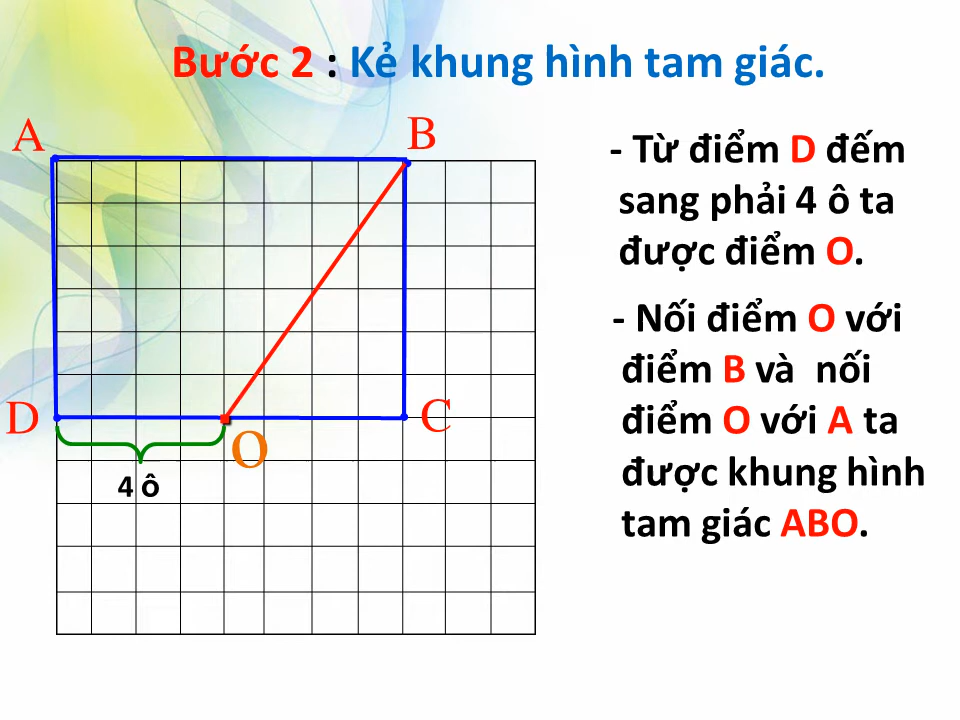 Bước 2 : Kẻ khung hình tam giác.
A
B
- Từ điểm D đếm
sang phải 4 ô ta
được điểm O.
- Nối điểm O với
điểm B và nối
điểm O với A ta
được khung hình
tam giác ABO.
D
C
O
4 ô